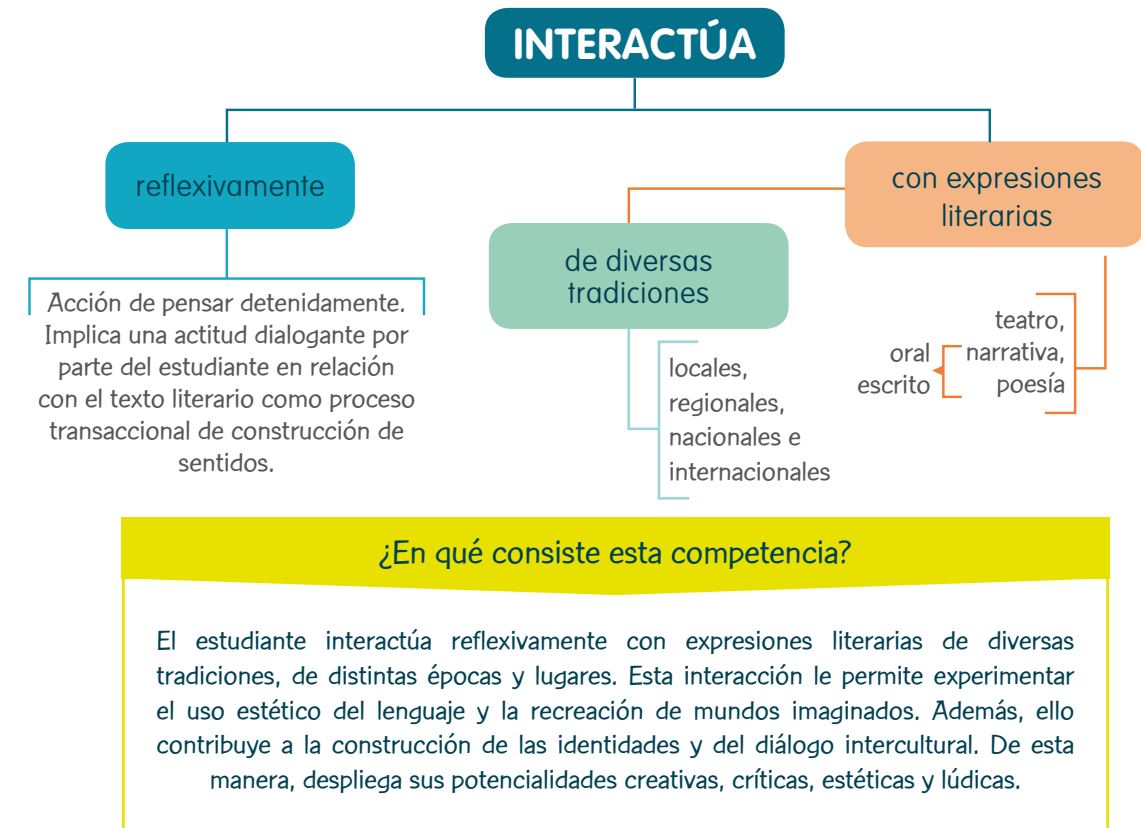 INTERACTÚA
reflexivamente
Acción de pensar detenidamente.
Implica una actitud dialogante por
parte del estudiante en relación
con el texto literario como proceso
transaccional de construcción de
sentidos.
con expresiones
literarias
de diversas
tradiciones
locales,
regionales,
nacionales e
internacionales
teatro,
narrativa,
poesía
oral
escrito
¿En qué consiste esta competencia?
El estudiante interactúa reflexivamente con expresiones literarias de diversas
tradiciones, de distintas épocas y lugares. Esta interacción le permite experimentar
el uso estético del lenguaje y la recreación de mundos imaginados. Además, ello
contribuye a la construcción de las identidades y del diálogo intercultural. De esta
manera, despliega sus potencialidades creativas, críticas, estéticas y lúdicas.